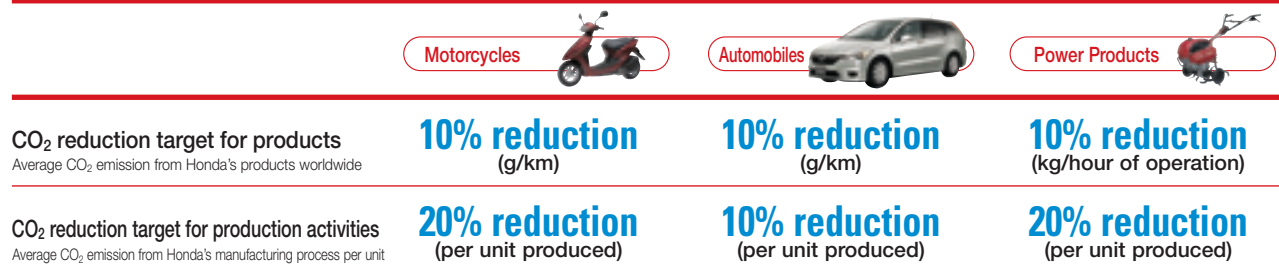 Motorcycles
Automobiles
Power Products
CO₂ reduction target for products
Average CO₂ emission from Honda's products worldwide
10% reduction
(g/km)
10% reduction
(g/km)
10% reduction
(kg/hour of operation)
CO₂ reduction target for production activities
Average CO₂ emission from Honda's manufacturing process per unit
20% reduction
(per unit produced)
10% reduction
(per unit produced)
20% reduction
(per unit produced)